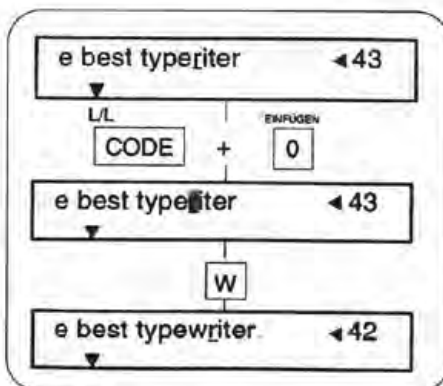 e best typeriter ◄43
L/L
EINFÜGEN
CODE + 0
e best typeriter ◄43
W
e best typewriter ◄42